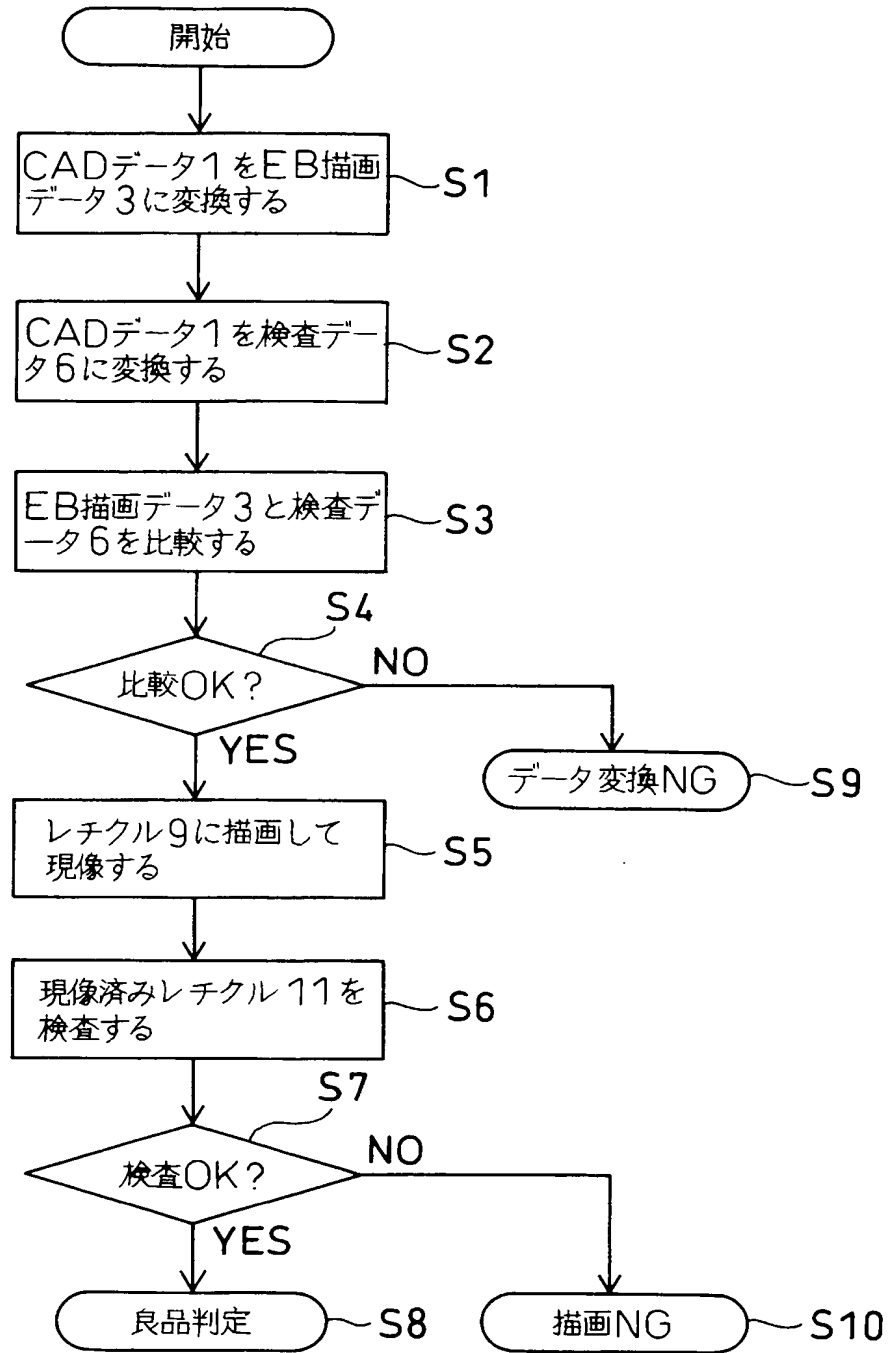 開始
CADデータ1をEB描画
データ3に変換する
S1
CADデータ1を検査デー
タ6に変換する
S2
EB描画データ3と検査デ
ータ6を比較する
S3
S4
比較OK?
NO
YES
データ変換NG
S9
レチクル9に描画して
現像する
S5
現像済みレチクル11を
検査する
S6
S7
検査OK?
NO
YES
良品判定
S8
描画NG
S10